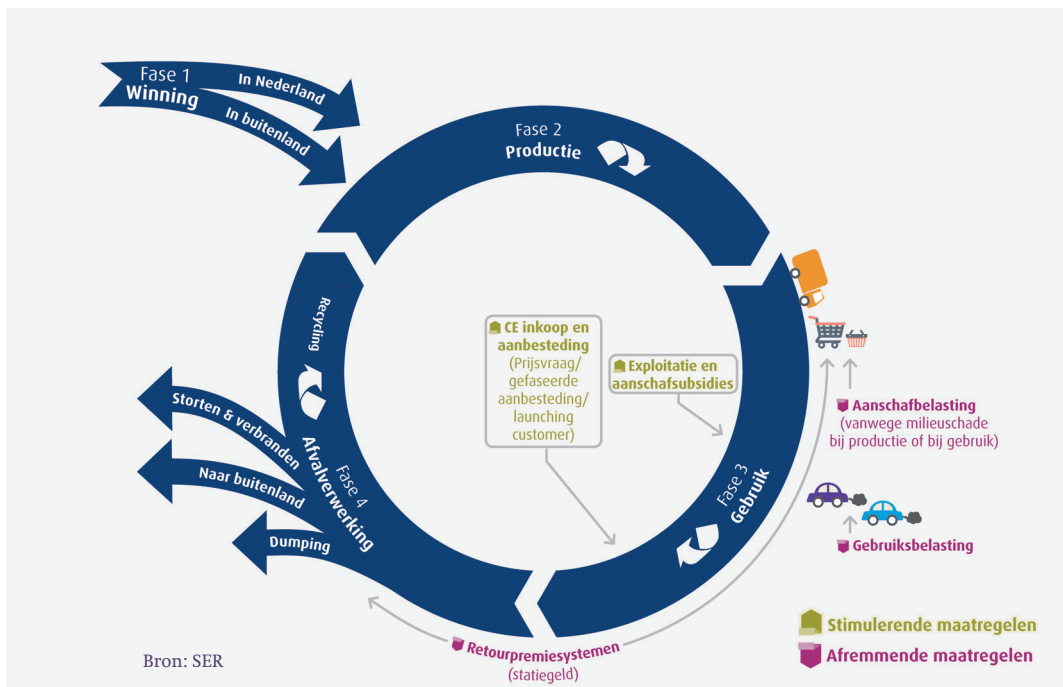 Fase 1
Winning
In Nederland
In buitenland
Fase 2
Productie
CE inkoop en
aanbesteding
(Prijsvraag/
gefaseerde
aanbesteding/
launching
customer)
Exploitatie en
aanschafsubsidies
Aanschafbelasting
(vanwege milieuschade
bij productie of bij gebruik)
Fase 3
Gebruik
Gebruiksbelasting
Recycling
Fase 4
Afvalverwerking
Storten & verbranden
Naar buitenland
Dumping
Retourpremiesystemen
(statiegeld)
Stimulerende maatregelen
Afremmende maatregelen
Bron: SER